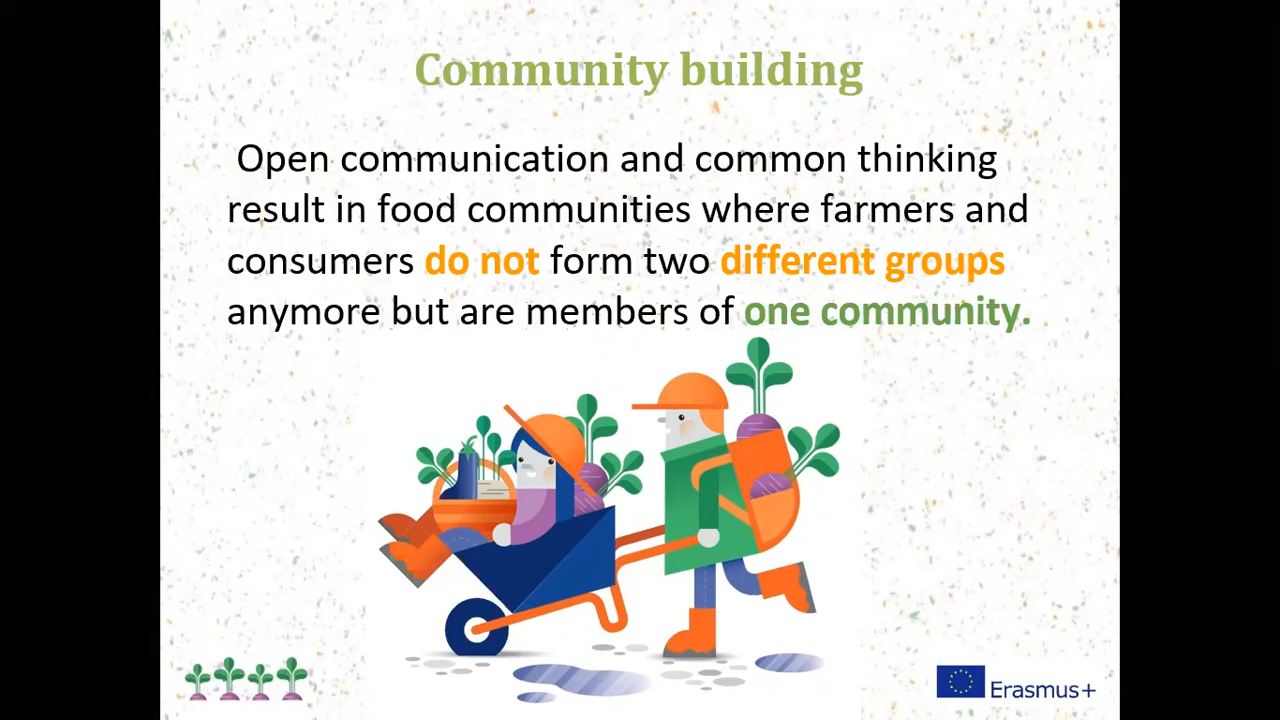 Community building
Open communication and common thinking
result in food communities where farmers and
consumers do not form two different groups
anymore but are members of one community.
Erasmus+